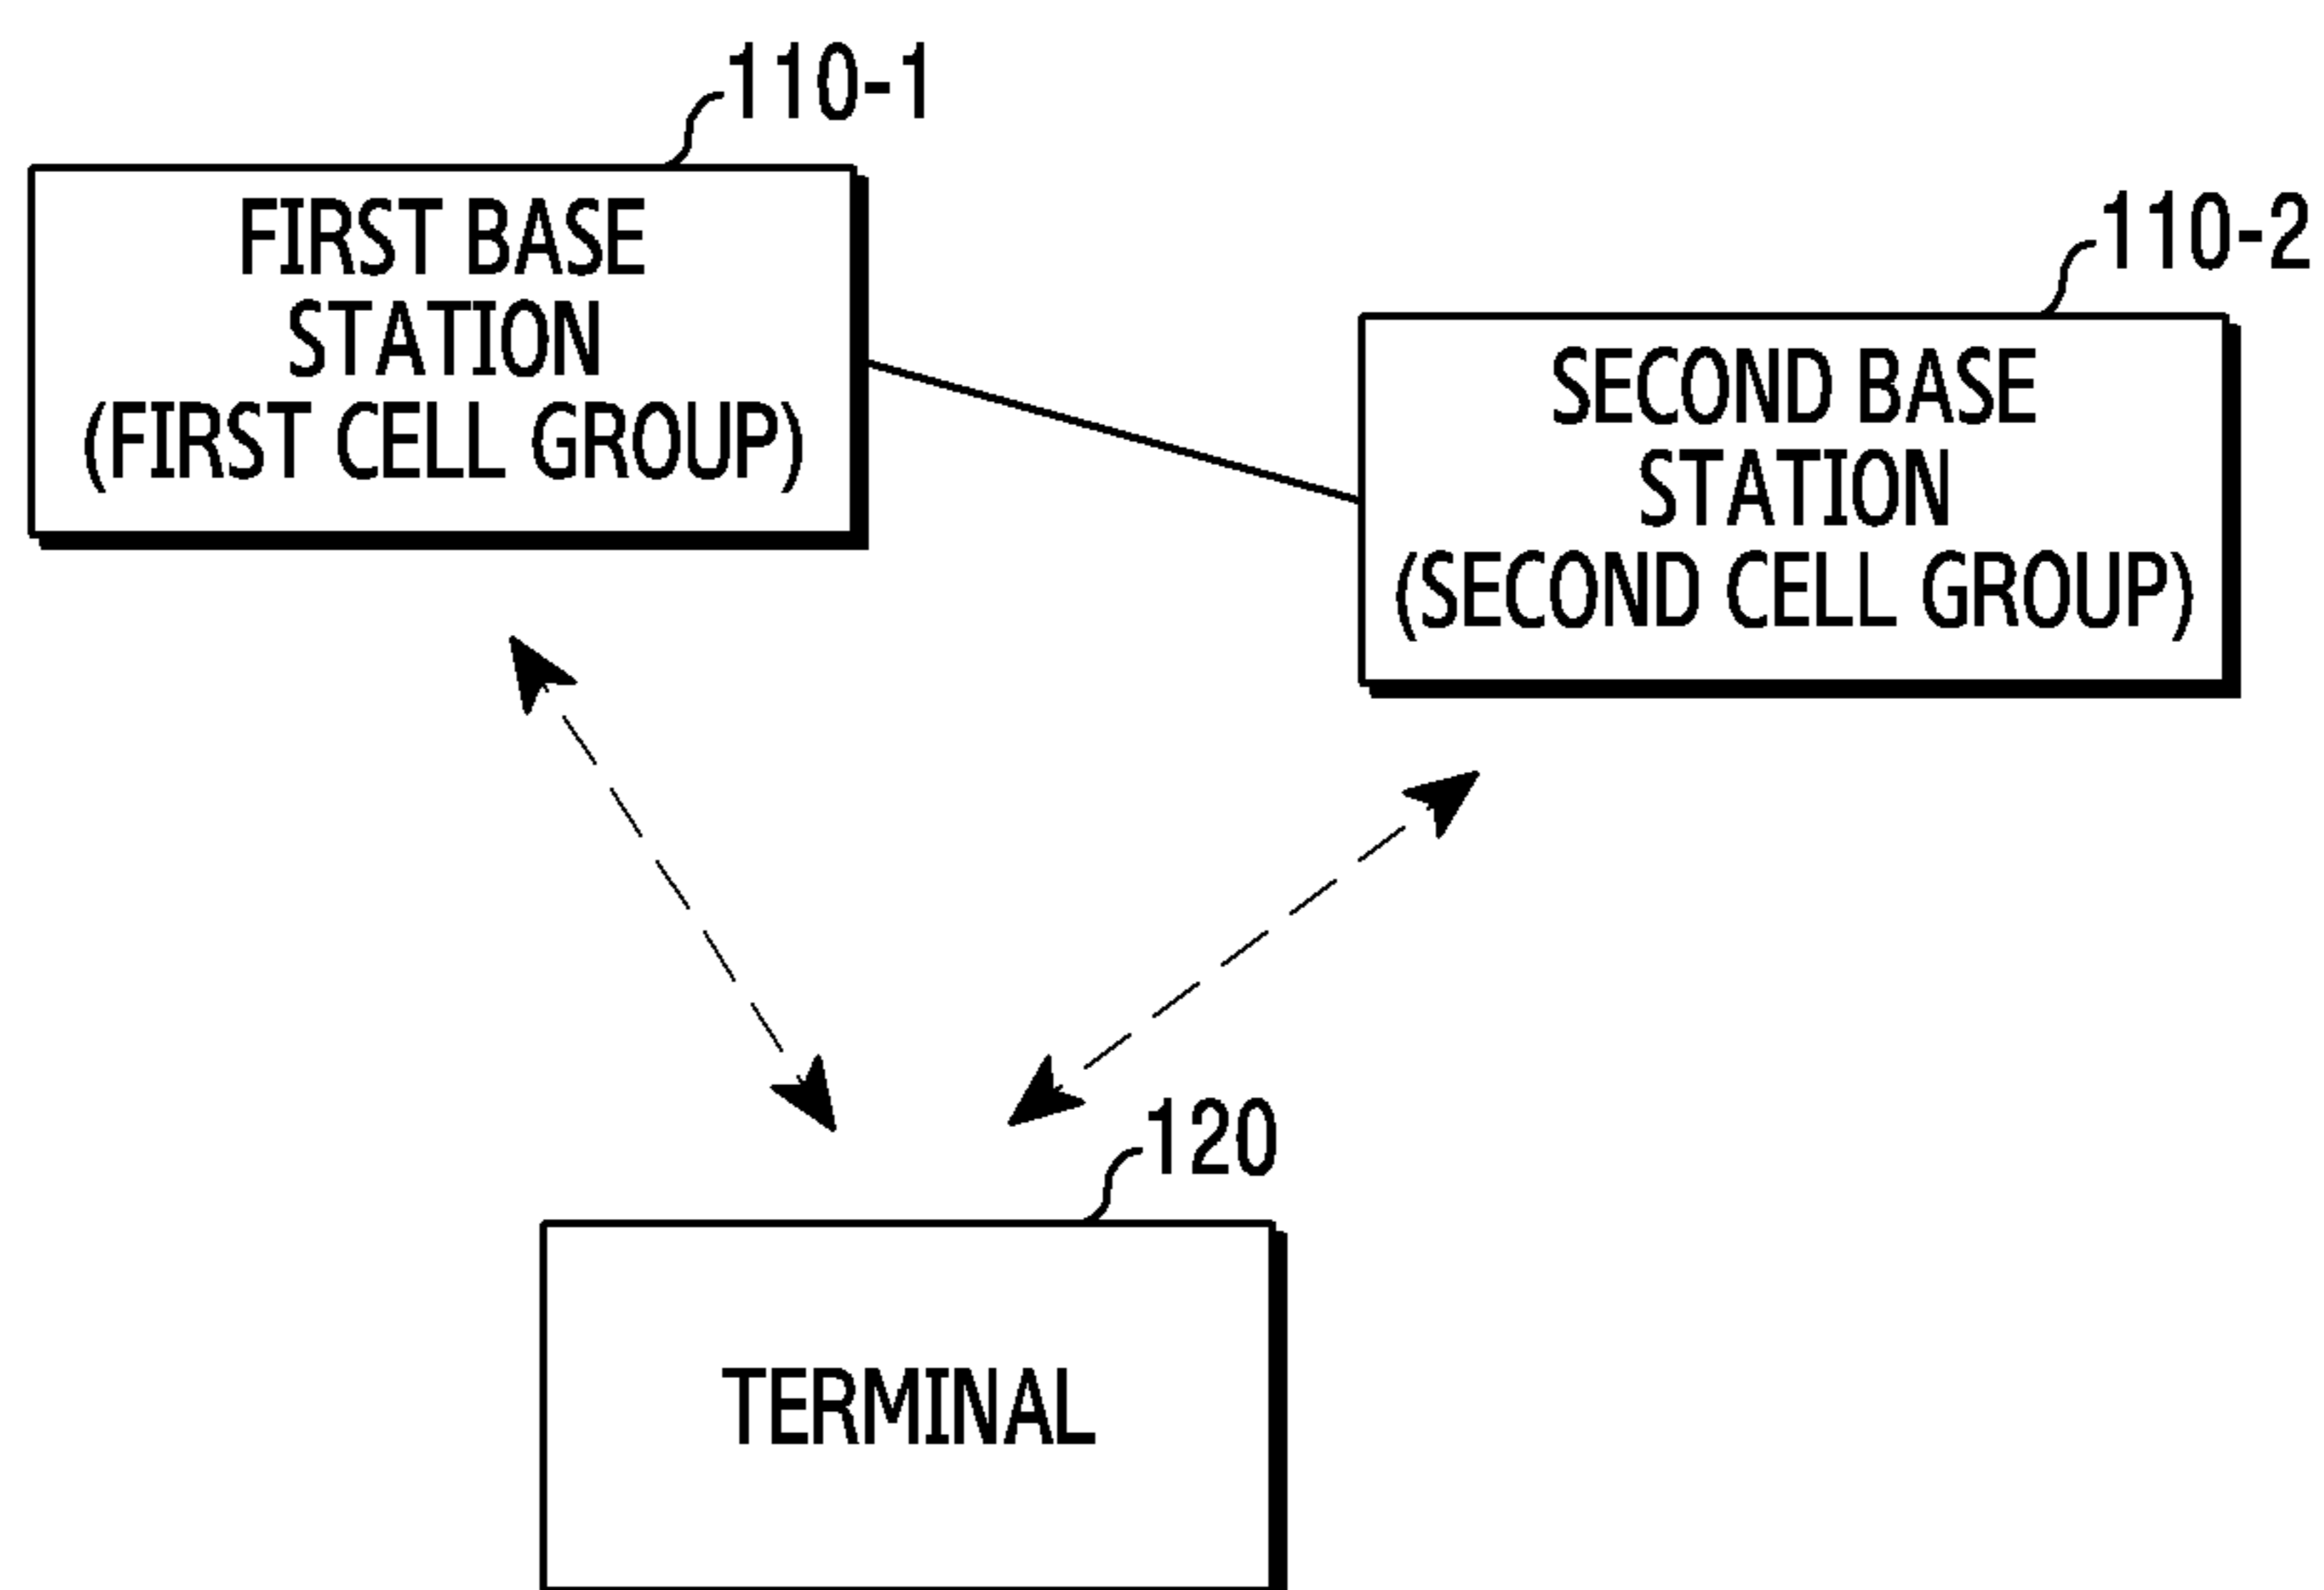 110-1
FIRST BASE
STATION
(FIRST CELL GROUP)
110-2
SECOND BASE
STATION
(SECOND CELL GROUP)
120
TERMINAL